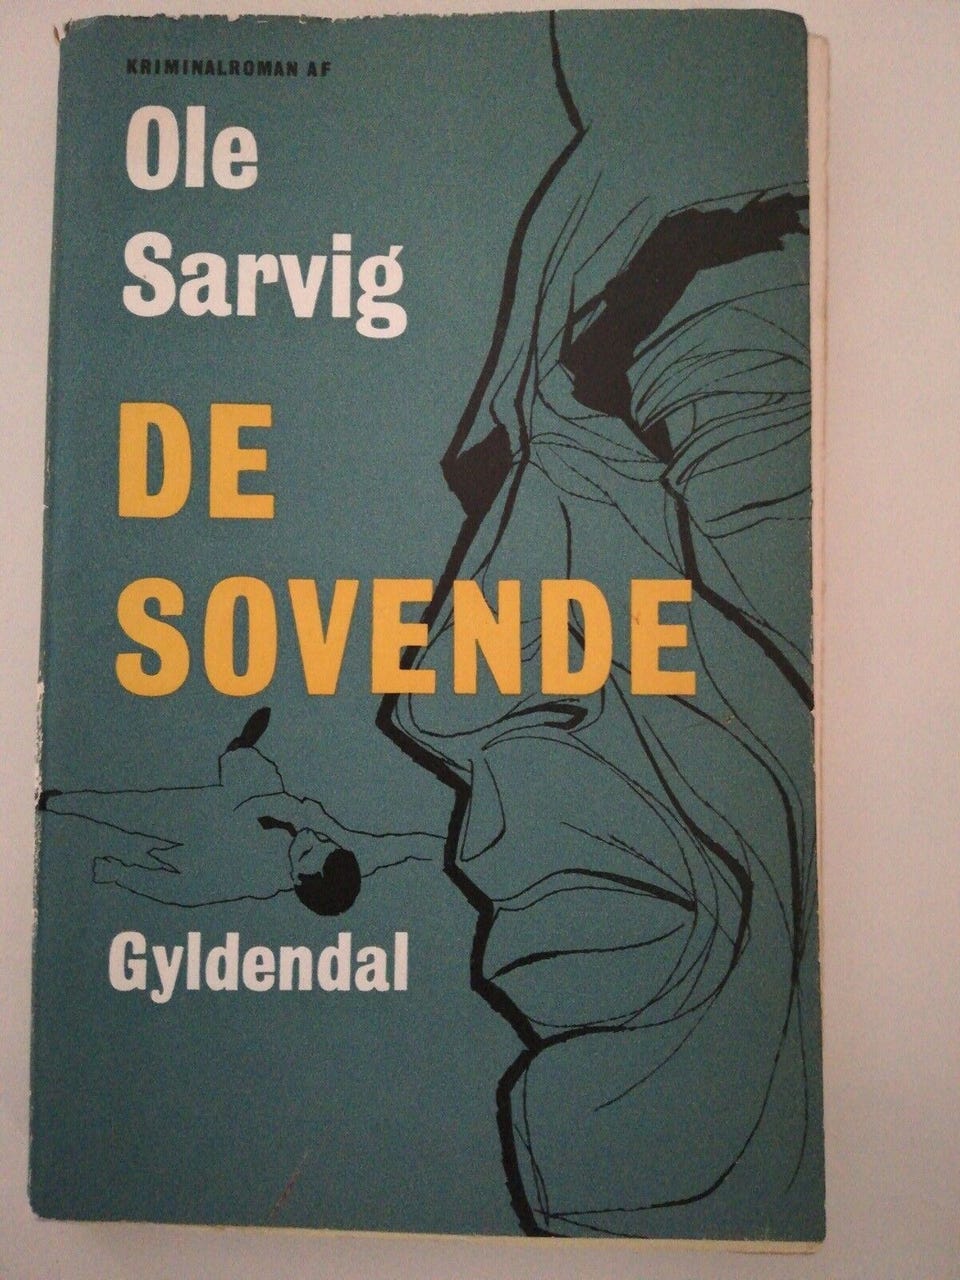 KRIMINALROMAN AF
Ole
Sarvig
DE
SOVENDE
Gyldendal